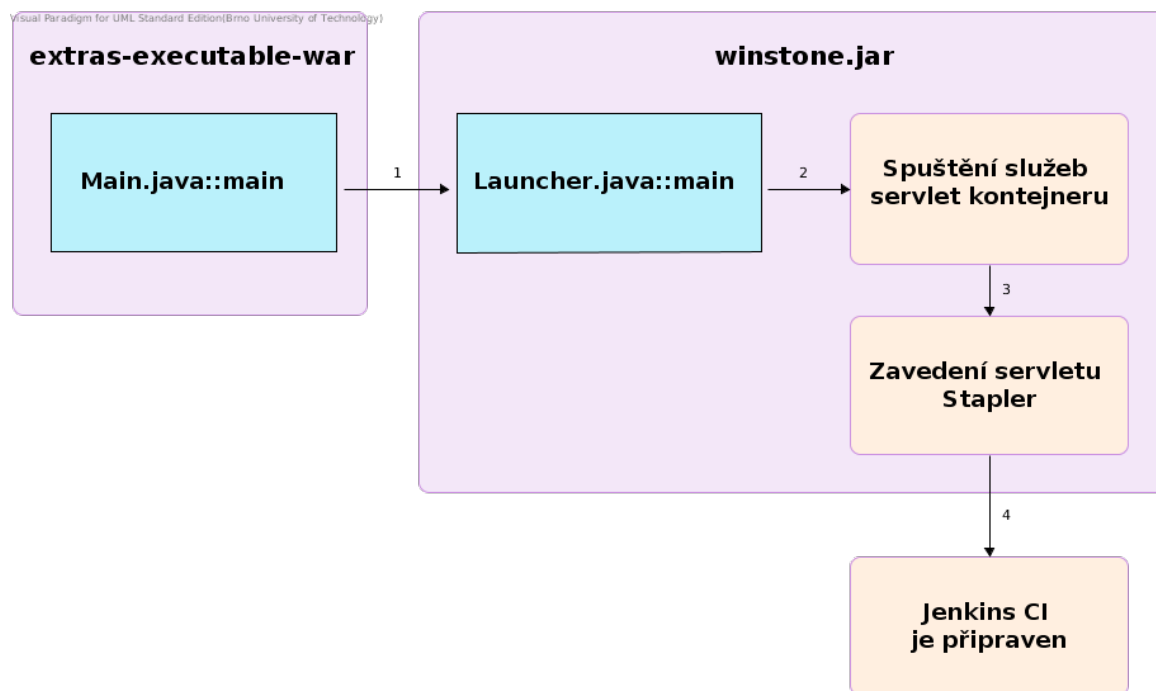 Visual Paradigm for UML Standard Edition(Brno University of Technology)
extras-executable-war
winstone.jar
Main.java::main
1
Launcher.java::main
2
Spuštění služeb
servlet kontejneru
3
Zavedení servletu
Stapler
4
Jenkins CI
je připraven